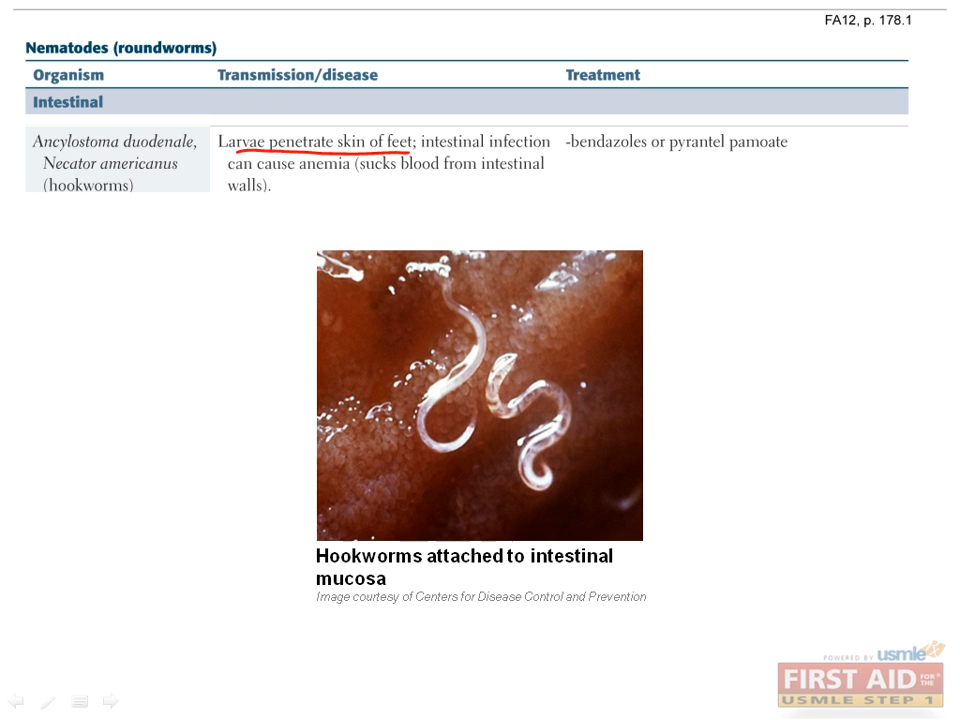 FA12, p. 178.1
Nematodes (roundworms)
Organism Transmission/disease Treatment
Intestinal
Ancylostoma duodenale, Larvae penetrate skin of feet; intestinal infection -bendazoles or pyrantel pamoate
Necator americanus can cause anemia (sucks blood from intestinal
(hookworms) walls).
Hookworms attached to intestinal
mucosa
Image courtesy of Centers for Disease Control and Prevention
POWERED BY usmle
FIRST AID FOR THE
USMLE STEP 1